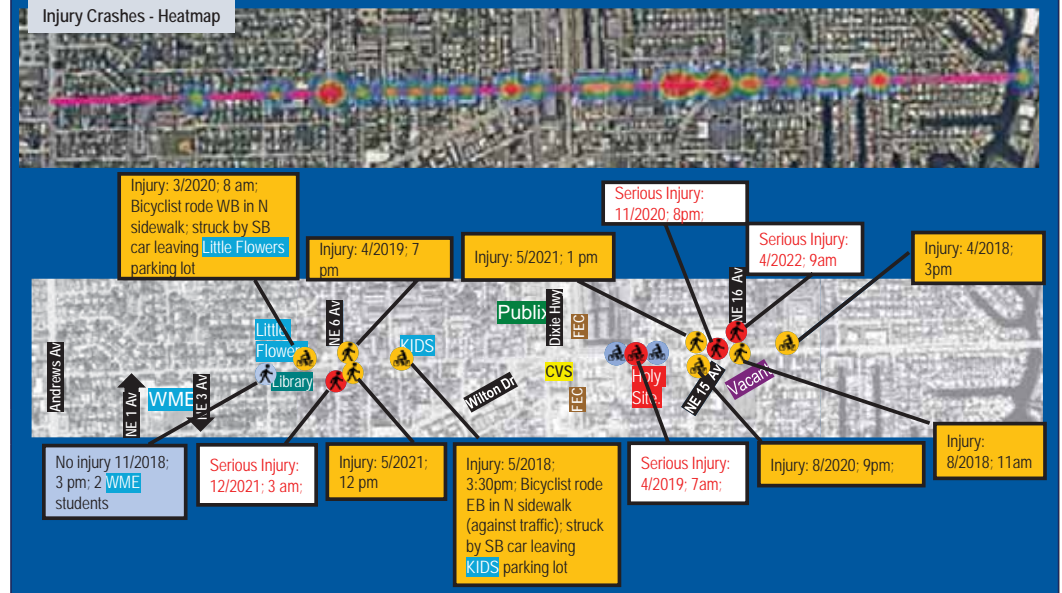 Injury Crashes - Heatmap
Injury: 3/2020; 8 am;
Bicyclist rode WB in N
sidewalk; struck by SB
car leaving Little Flowers
parking lot
Injury: 4/2019; 7
pm
Injury: 5/2021; 1 pm
Serious Injury:
11/2020; 8pm;
Serious Injury:
4/2022; 9am
Injury: 4/2018;
3pm
Andrews Av
NE 1 Av
WME
NE 3 Av
Little
Flowe
Library
NE 6 Av
KIDS
Wilton Dr
Publix
Dixie Hwy
FEC
CVS
FEC
Holy
Site.
NE 15 Av
NE 16 Av
Vacan
No injury 11/2018;
3 pm; 2 WME
students
Serious Injury:
12/2021; 3 am;
Injury: 5/2021;
12 pm
Injury: 5/2018;
3:30pm; Bicyclist rode
EB in N sidewalk
(against traffic); struck
by SB car leaving
KIDS parking lot
Serious Injury:
4/2019; 7am;
Injury: 8/2020; 9pm;
Injury:
8/2018; 11am